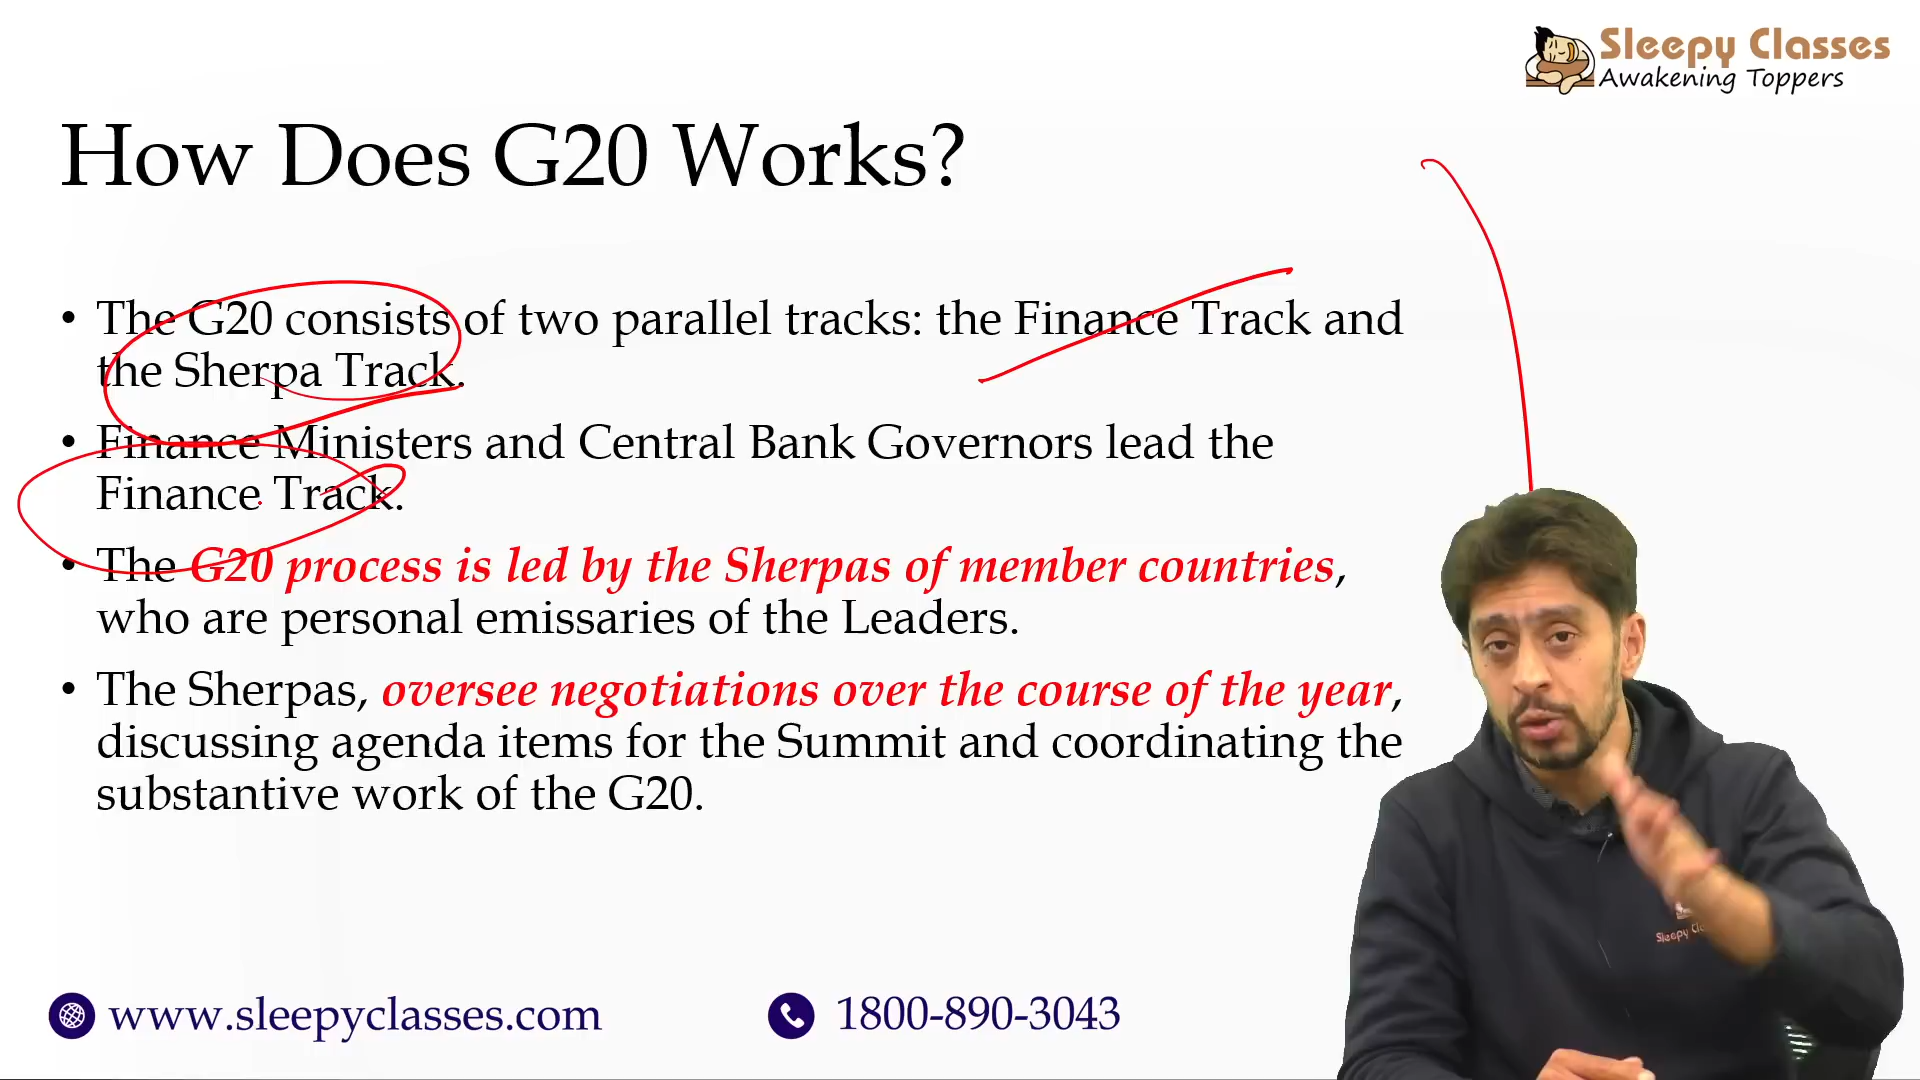 Sleepy Classes
Awakening Toppers
How Does G20 Works?
• The G20 consists of two parallel tracks: the Finance Track and
the Sherpa Track.
• Finance Ministers and Central Bank Governors lead the
Finance Track.
• The G20 process is led by the Sherpas of member countries,
who are personal emissaries of the Leaders.
• The Sherpas, oversee negotiations over the course of the year,
discussing agenda items for the Summit and coordinating the
substantive work of the G20.
Sleepy
www.sleepyclasses.com
1800-890-3043